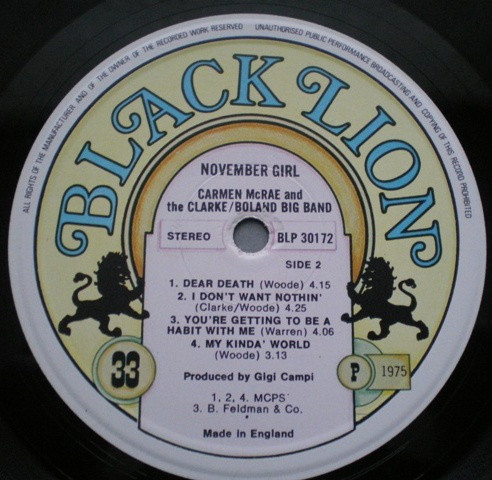 ALL RIGHTS OF THE MANUFACTURER AND OF THE OWNER OF THE RECORDED WORK RESERVED UNAUTHORISED PUBLIC PERFORMANCE BROADCASTING AND COPYING OF THIS RECORD PROHIBITED
BLACK LION
NOVEMBER GIRL
CARMEN McRAE and
the CLARKE/BOLAND BIG BAND
STEREO BLP 30172
SIDE 2
1. DEAR DEATH (Woode) 4.15
2. I DON'T WANT NOTHIN'
(Clarke/Woode) 4.25
3. YOU'RE GETTING TO BE A
HABIT WITH ME (Warren) 4.06
4. MY KINDA' WORLD
(Woode) 3.13
33 P 1975
Produced by Gigi Campi
1, 2, 4. MCPS
3. B. Feldman & Co.
Made in England